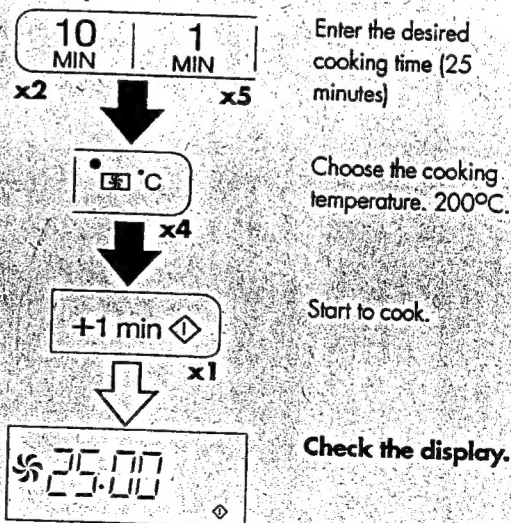 10 1
MIN MIN
x2 x5
Enter the desired
cooking time (25
minutes)
°C
x4
Choose the cooking
temperature. 200°C.
+1 min
x1
Start to cook.
25.00
Check the display.